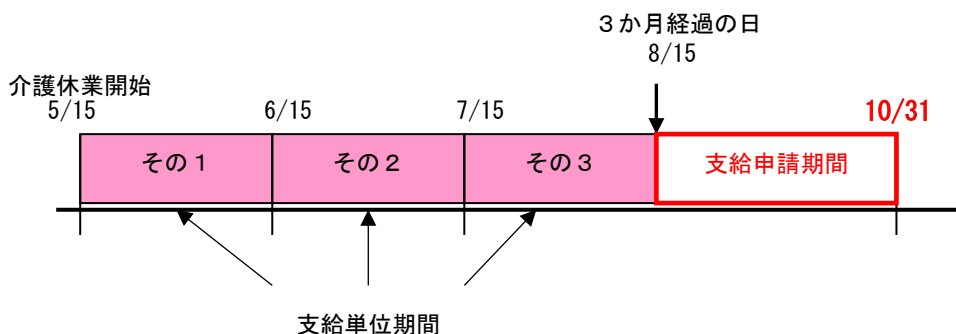 ３か月経過の日
8/15
介護休業開始
5/15
6/15
7/15
10/31
その１
その２
その３
支給申請期間
支給単位期間